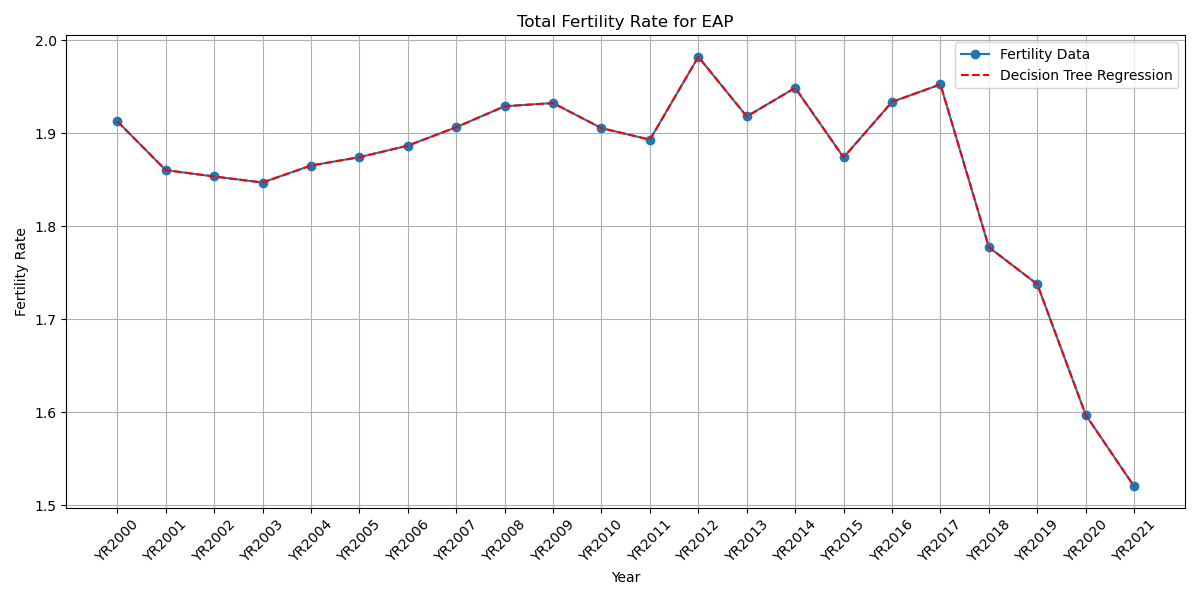 Total Fertility Rate for EAP
Fertility Data
Decision Tree Regression
2.0
1.9
1.8
1.7
1.6
1.5
Fertility Rate
YR2000
YR2001
YR2002
YR2003
YR2004
YR2005
YR2006
YR2007
YR2008
YR2009
YR2010
YR2011
YR2012
YR2013
YR2014
YR2015
YR2016
YR2017
YR2018
YR2019
YR2020
YR2021
Year